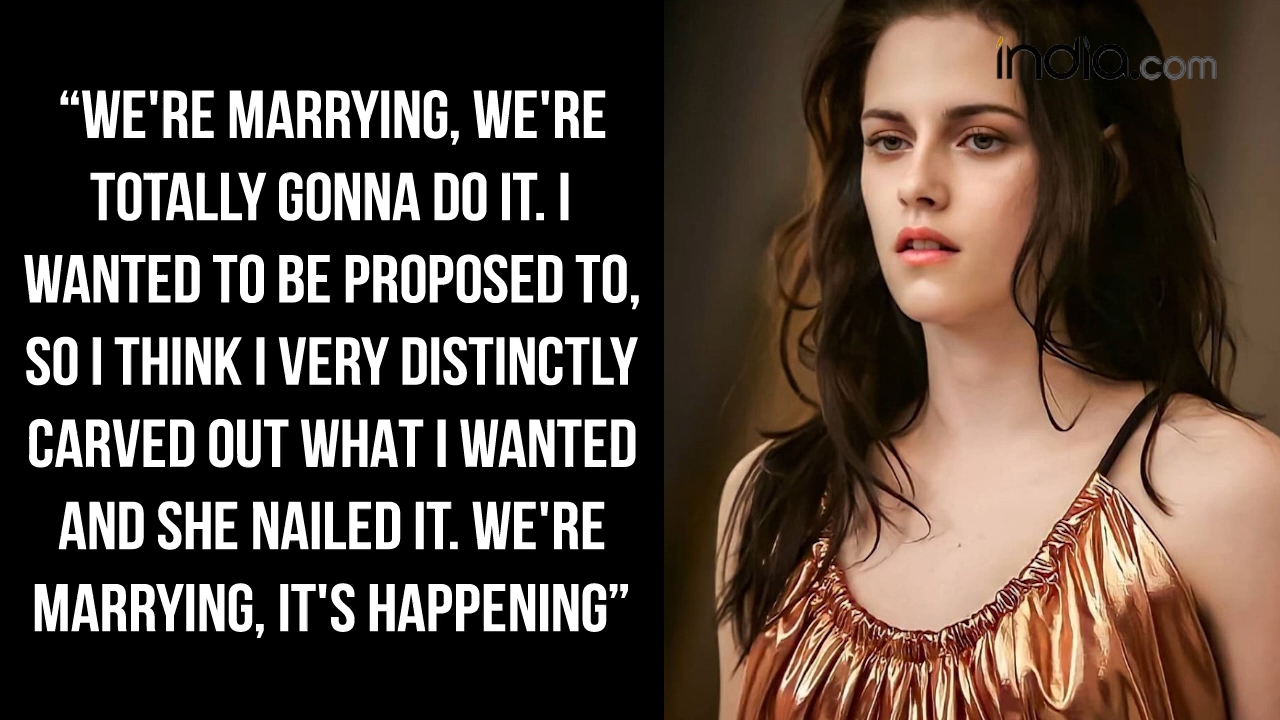 “WE'RE MARRYING, WE'RE
TOTALLY GONNA DO IT. I
WANTED TO BE PROPOSED TO,
SO I THINK I VERY DISTINCTLY
CARVED OUT WHAT I WANTED
AND SHE NAILED IT. WE'RE
MARRYING, IT'S HAPPENING”
india.com